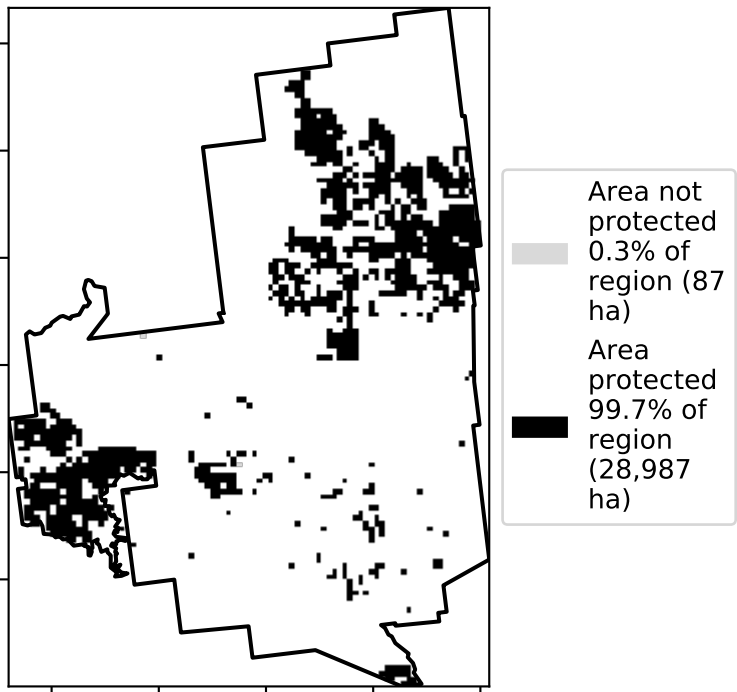 Area not
protected
0.3% of
region (87
ha)
Area
protected
99.7% of
region
(28,987
ha)